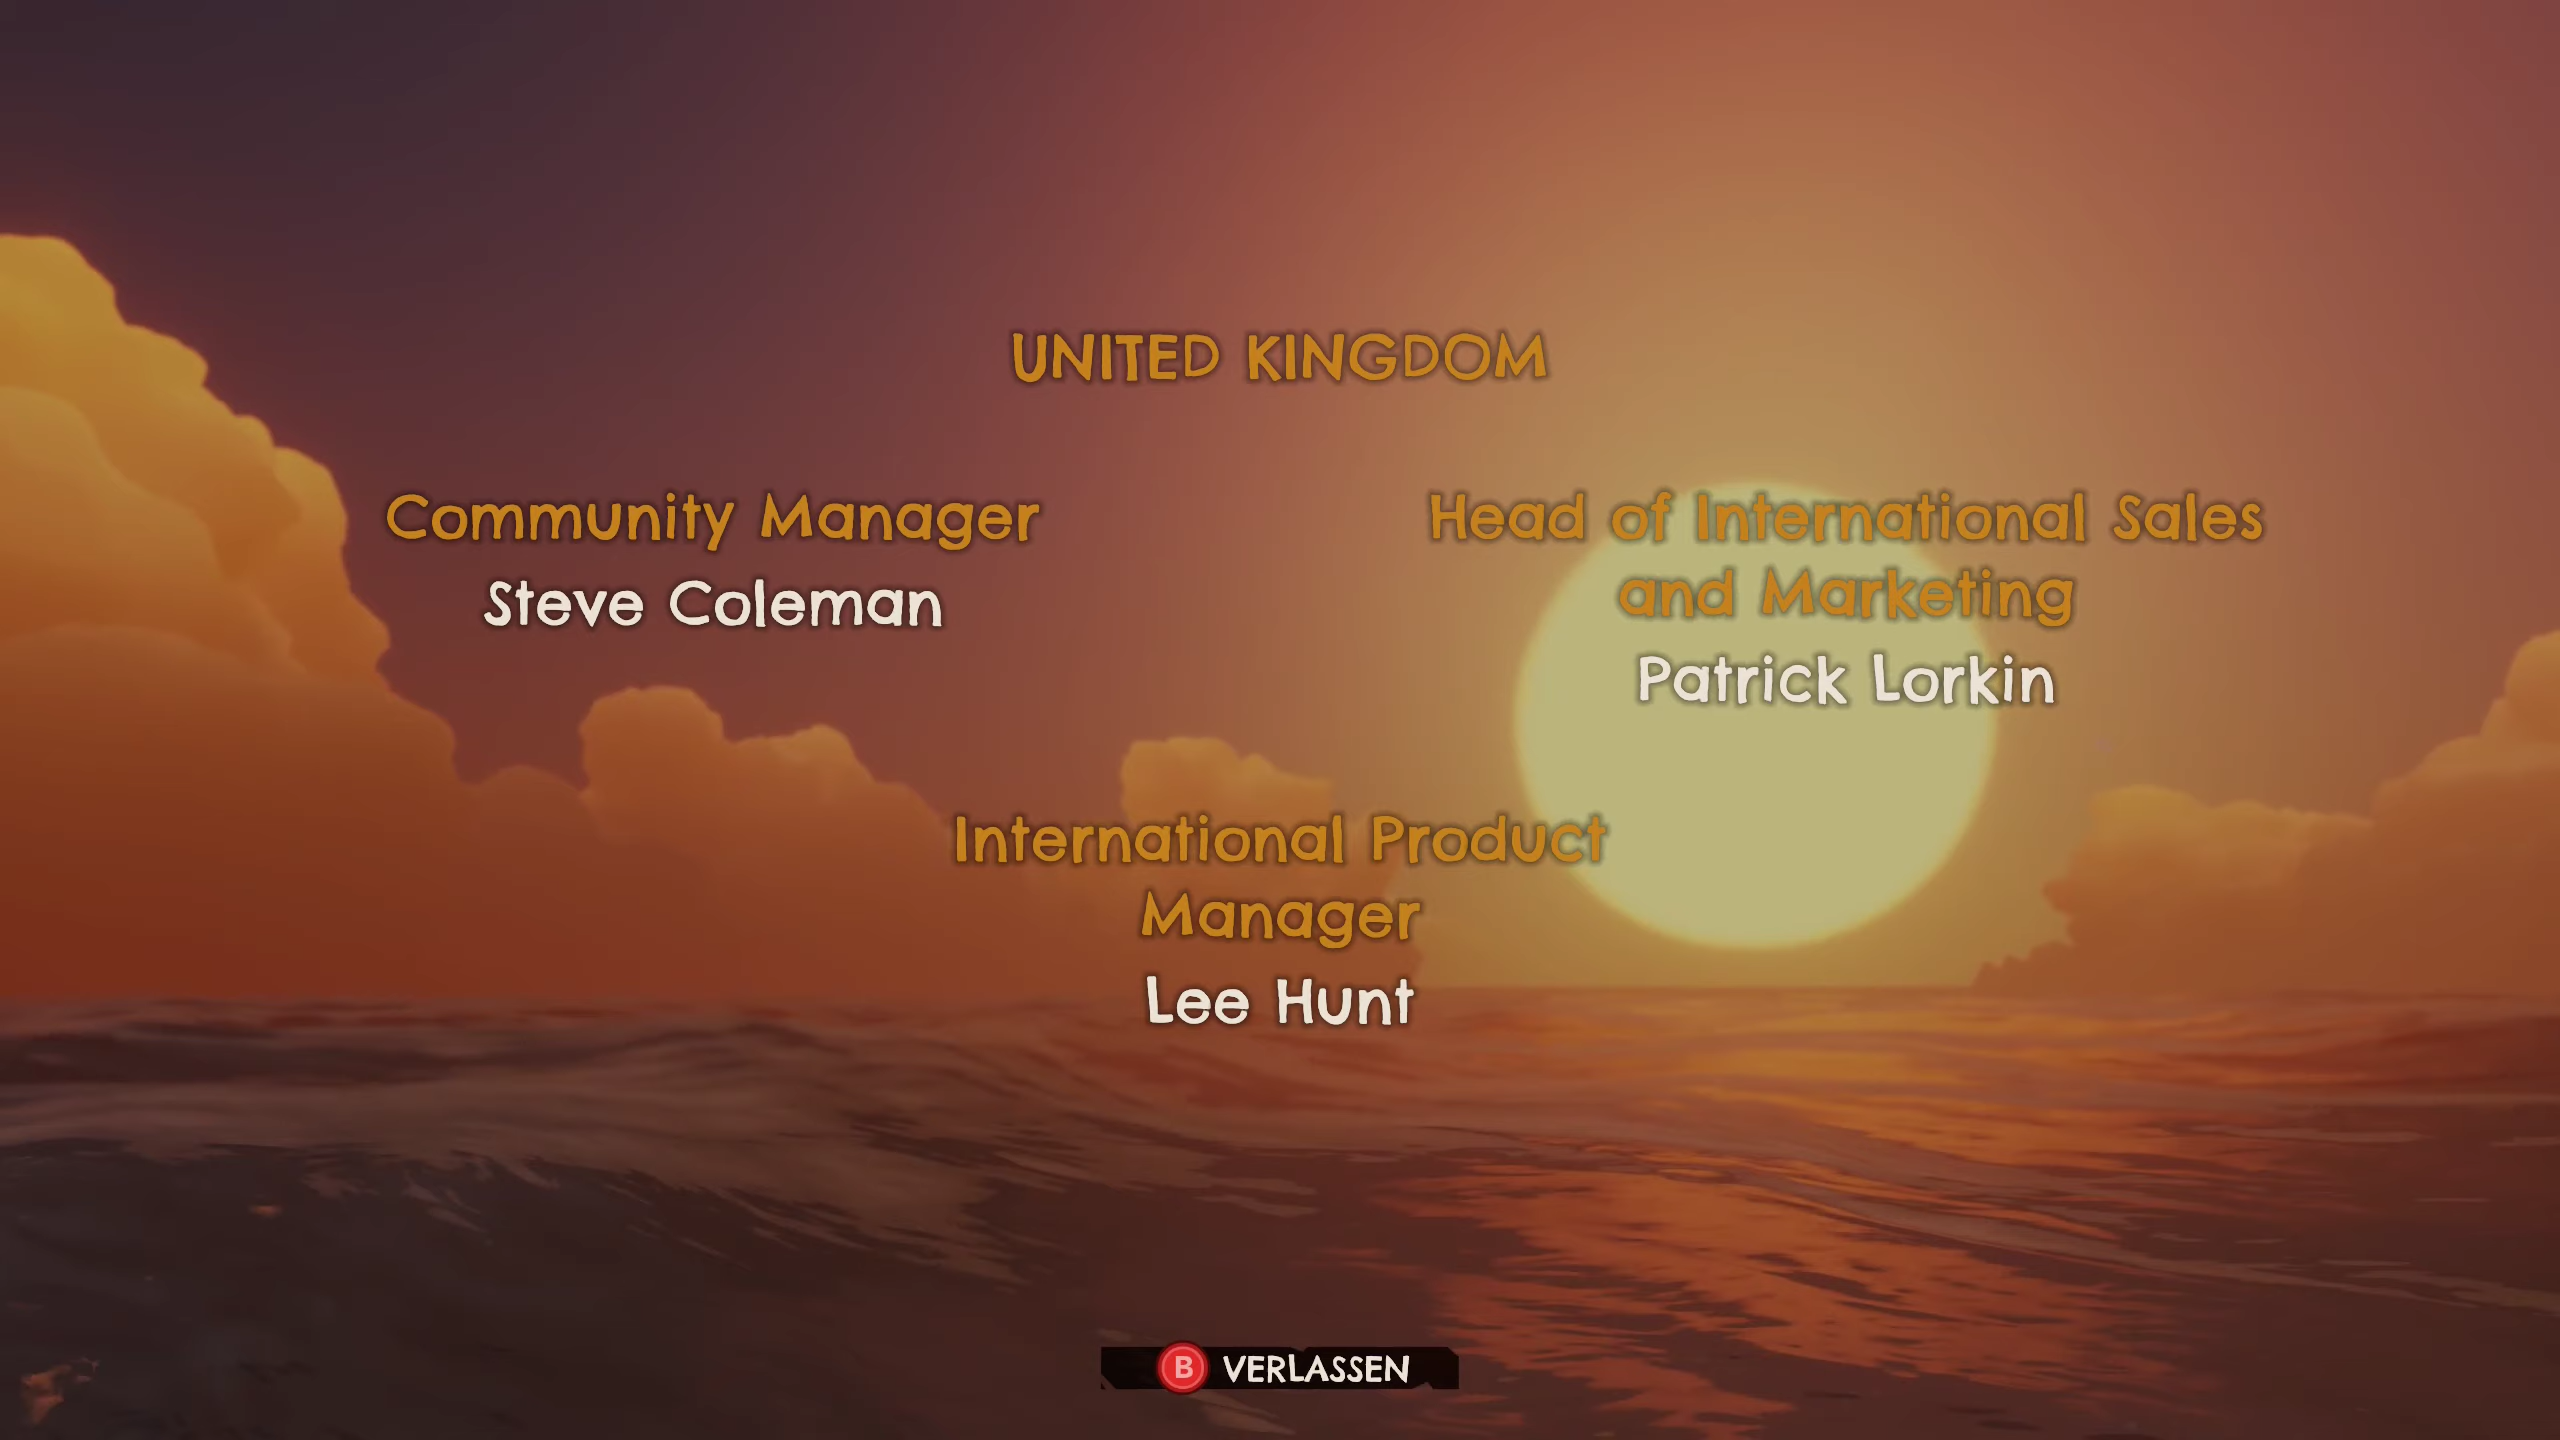 UNITED KINGDOM
Community Manager
Steve Coleman
Head of International Sales
and Marketing
Patrick Lorkin
International Product
Manager
Lee Hunt
B VERLASSEN